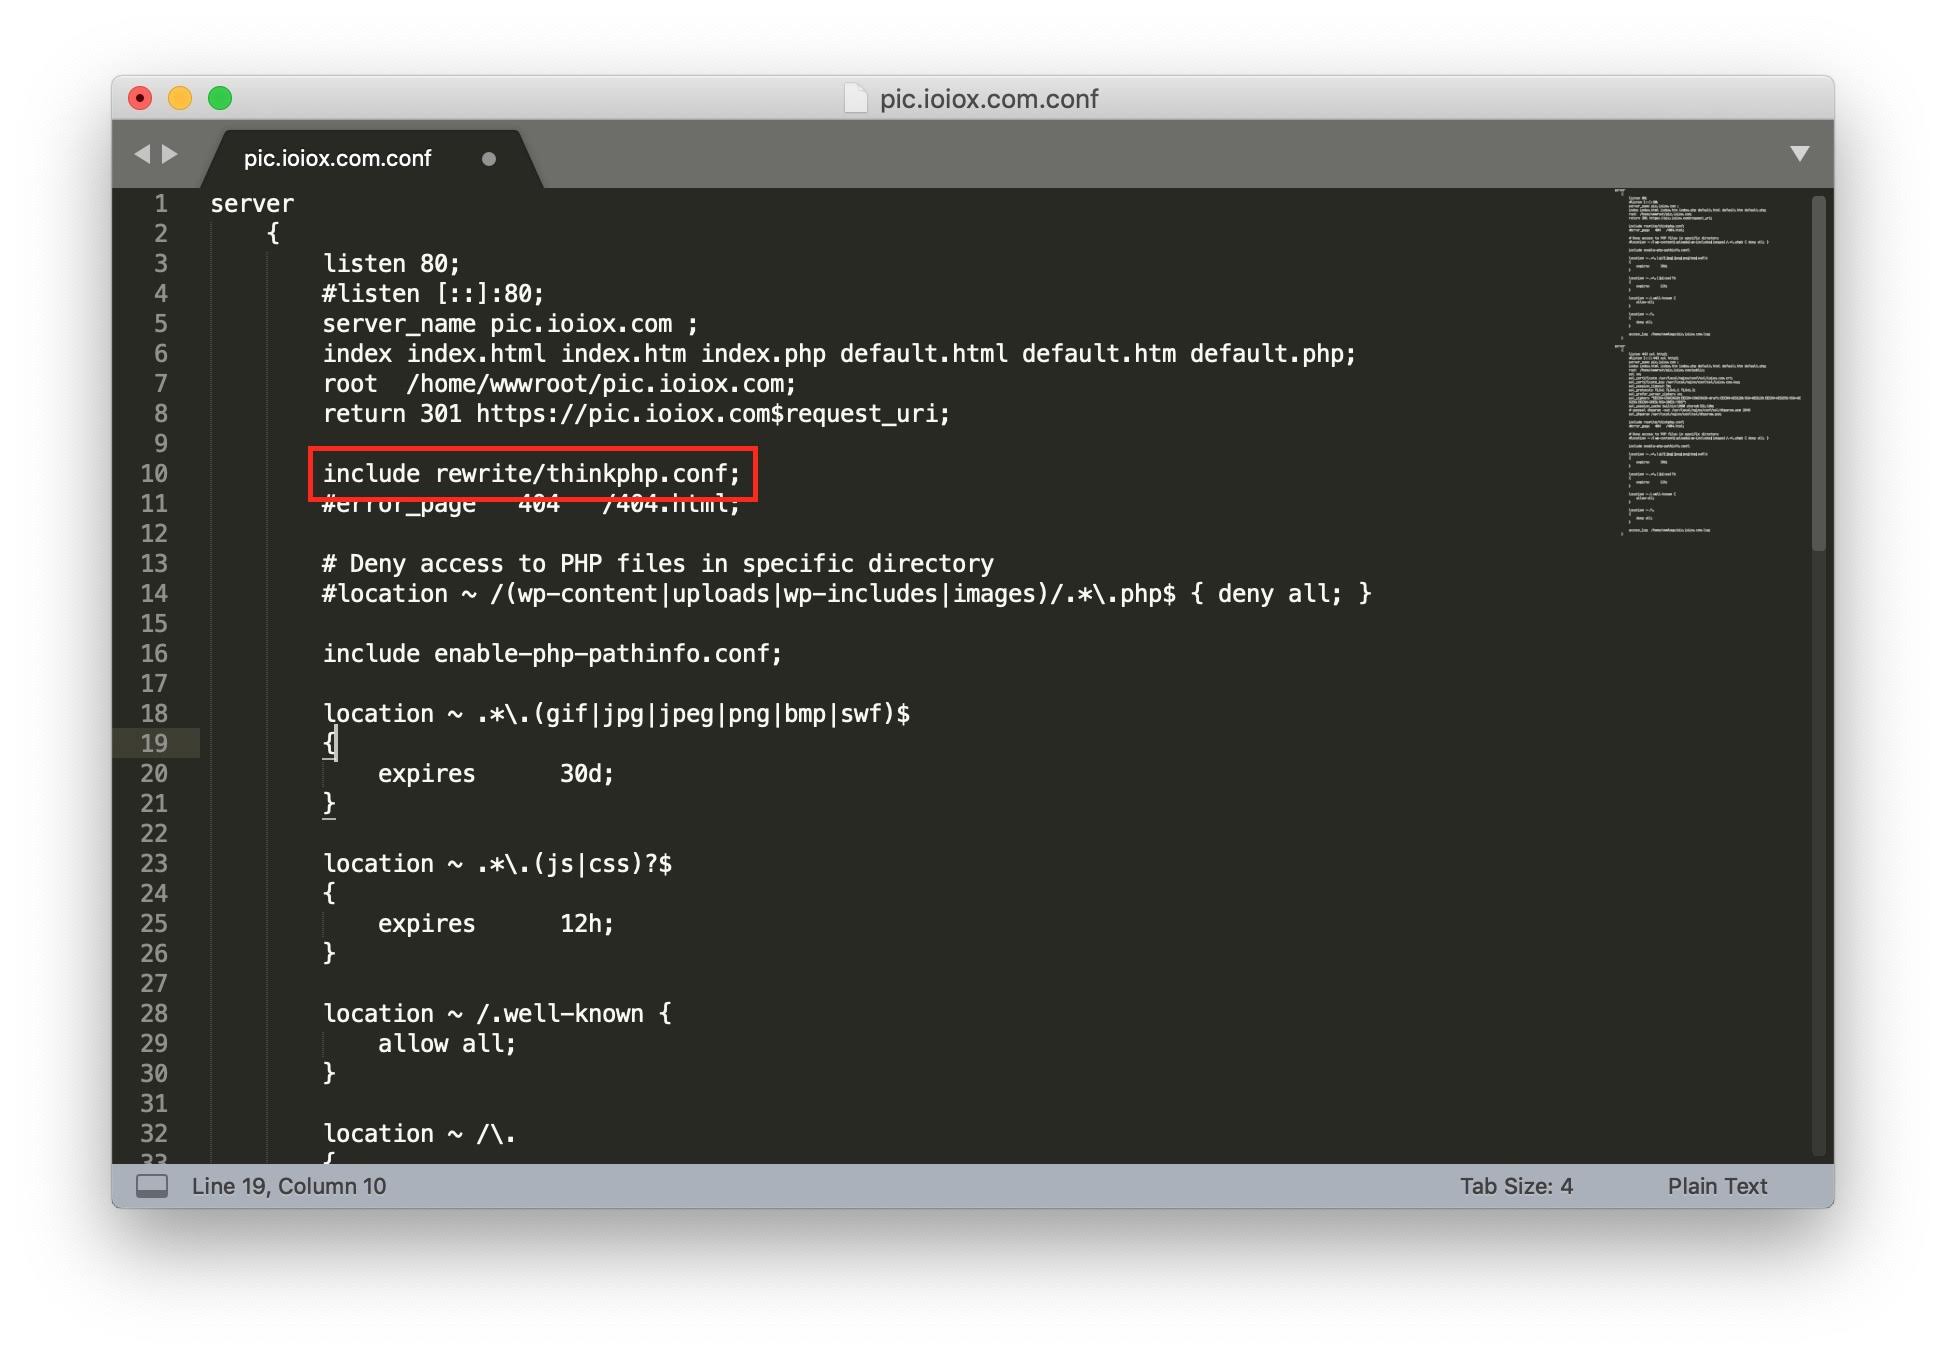 pic.ioiox.com.conf
pic.ioiox.com.conf
1 server
2 {
3 listen 80;
4 #listen [::]:80;
5 server_name pic.ioiox.com ;
6 index index.html index.htm index.php default.html default.htm default.php;
7 root  /home/wwwroot/pic.ioiox.com;
8 return 301 https://pic.ioiox.com$request_uri;
9
10 include rewrite/thinkphp.conf;
11 #error_page   404   /404.html;
12
13 # Deny access to PHP files in specific directory
14 #location ~ /(wp-content|uploads|wp-includes|images)/.*\.php$ { deny all; }
15
16 include enable-php-pathinfo.conf;
17
18 location ~ .*\.(gif|jpg|jpeg|png|bmp|swf)$
19 {
20 expires      30d;
21 }
22
23 location ~ .*\.(js|css)?$
24 {
25 expires      12h;
26 }
27
28 location ~ /.well-known {
29 allow all;
30 }
31
32 location ~ /\.
33 {
Line 19, Column 10
Tab Size: 4
Plain Text